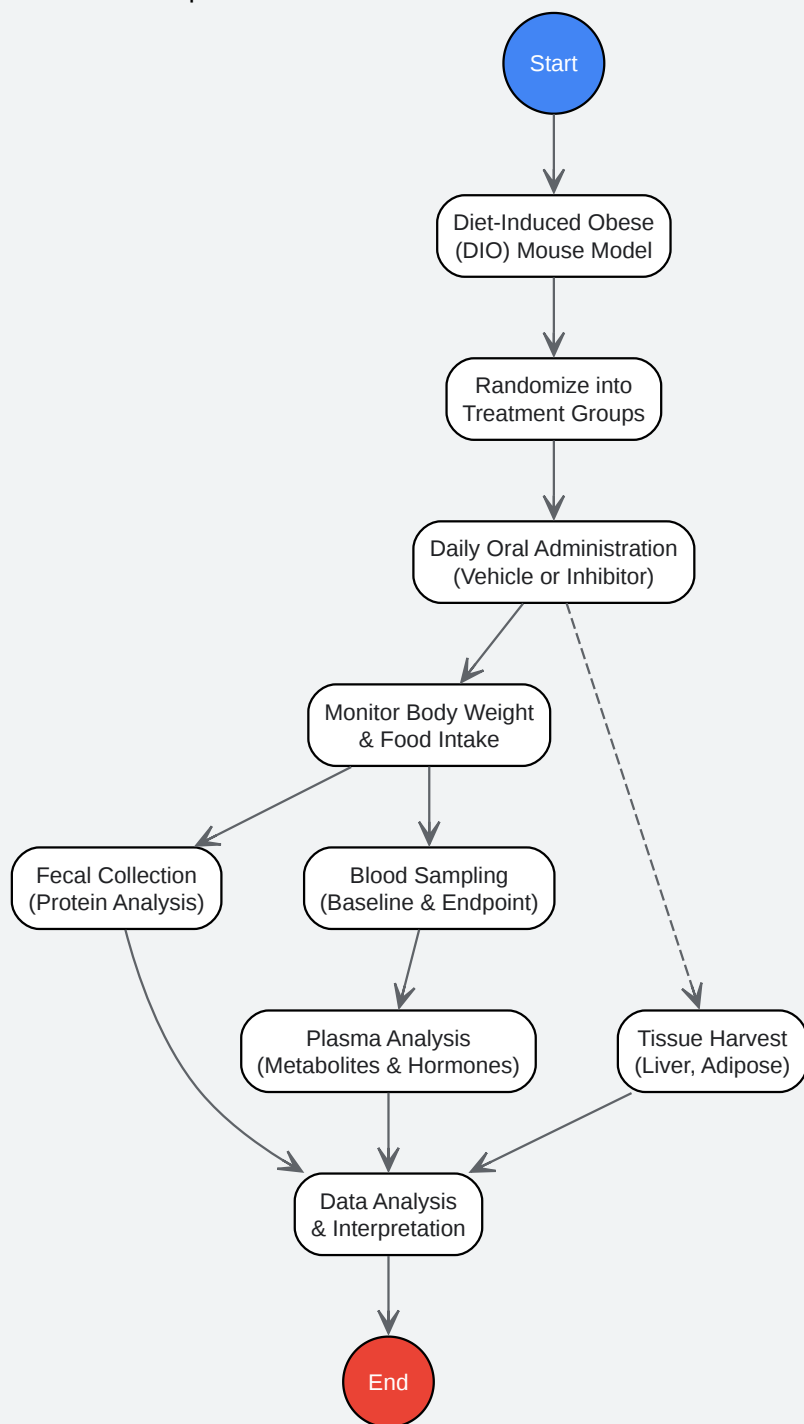 Start
Diet-Induced Obese
(DIO) Mouse Model
Randomize into
Treatment Groups
Daily Oral Administration
(Vehicle or Inhibitor)
Monitor Body Weight
& Food Intake
Fecal Collection
(Protein Analysis)
Blood Sampling
(Baseline & Endpoint)
Plasma Analysis
(Metabolites & Hormones)
Tissue Harvest
(Liver, Adipose)
Data Analysis
& Interpretation
End